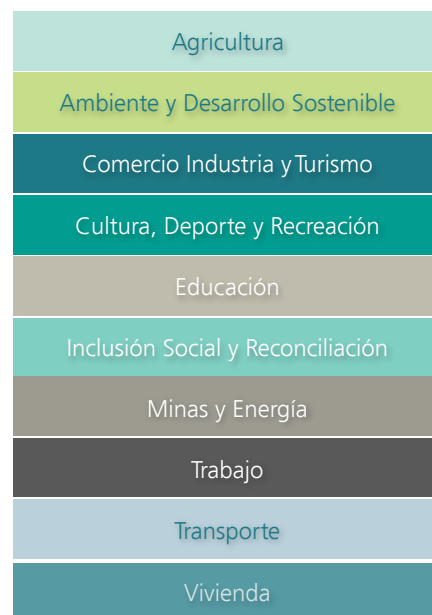 Agricultura
Ambiente y Desarrollo Sostenible
Comercio Industria y Turismo
Cultura, Deporte y Recreación
Educación
Inclusión Social y Reconciliación
Minas y Energía
Trabajo
Transporte
Vivienda